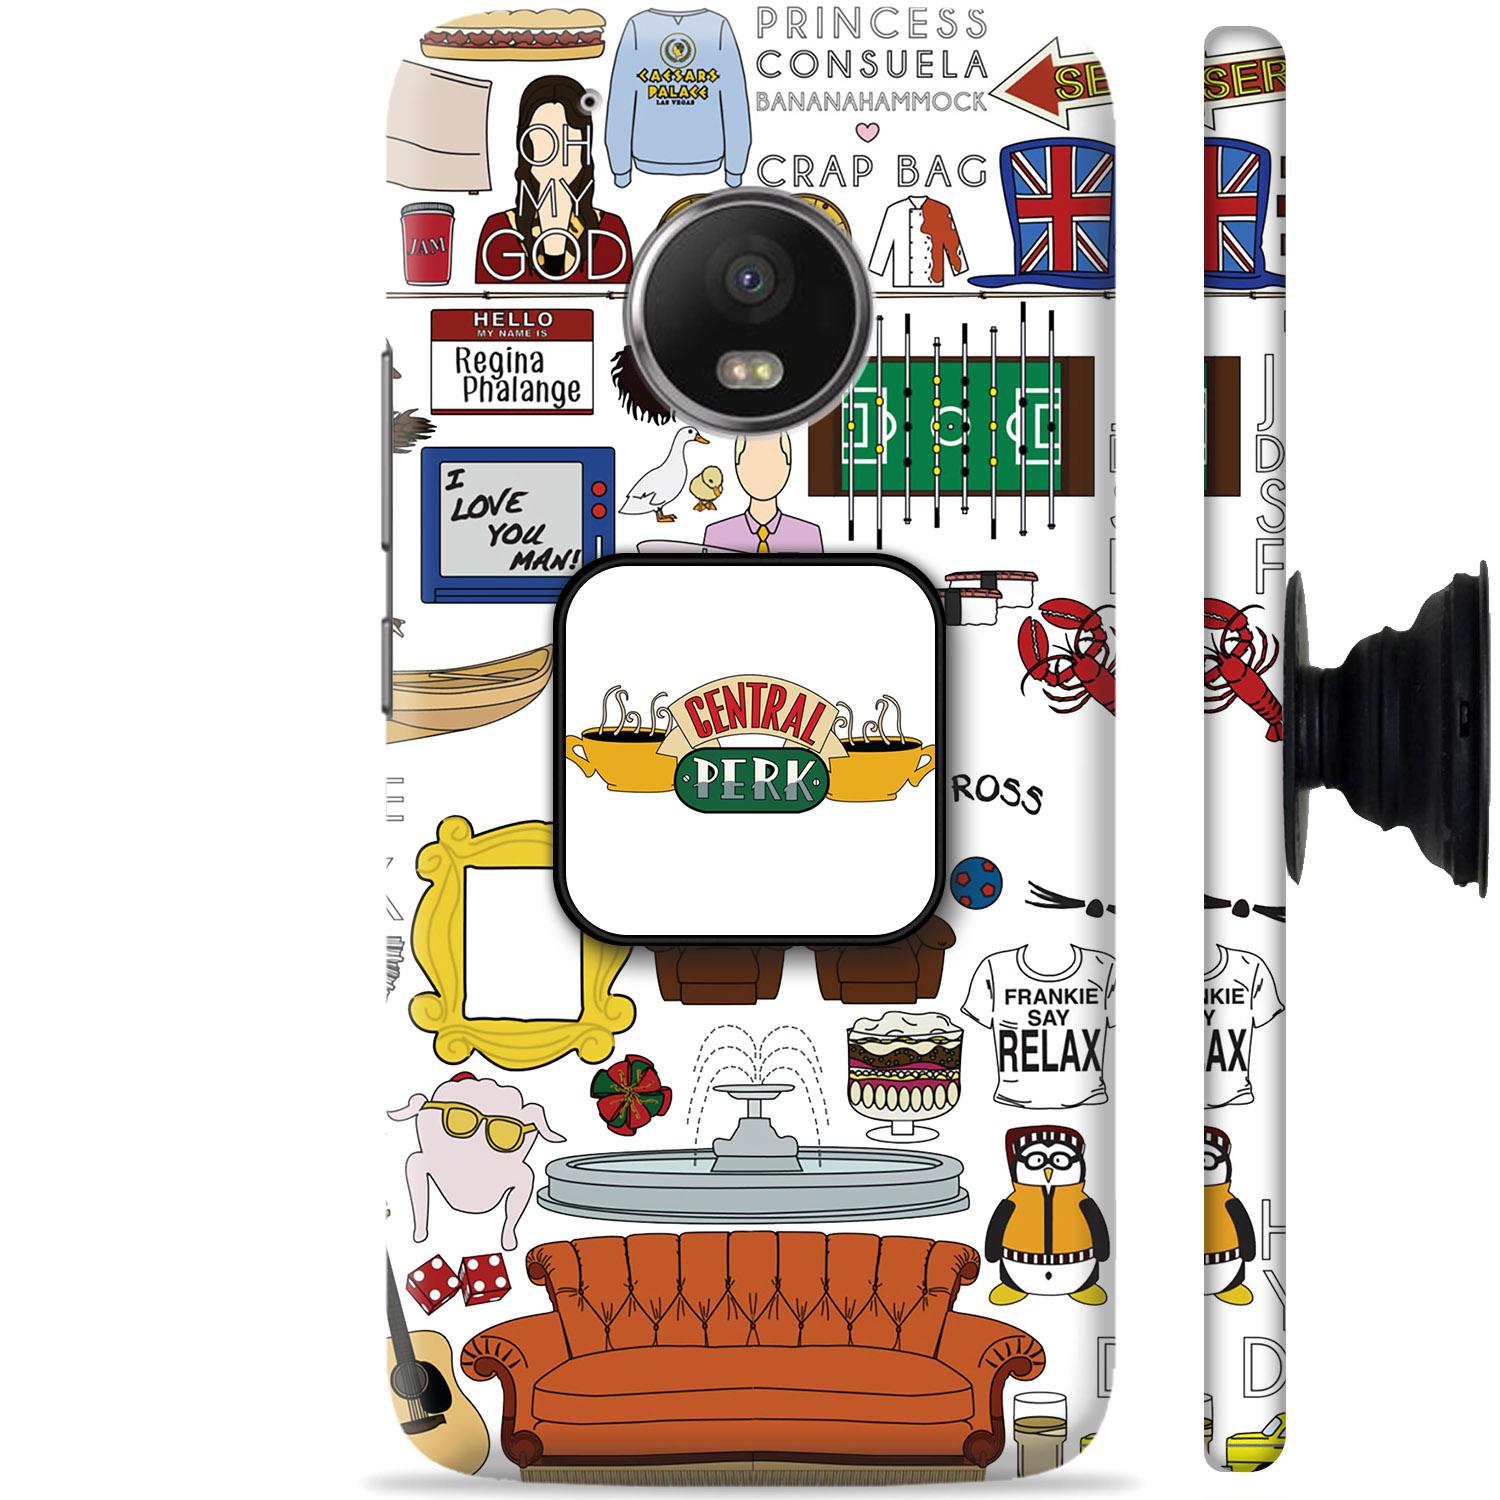 PRINCESS
CONSUELA
BANANAHAMMOCK
CRAP BAG
CAESARS
PALACE
LAS VEGAS
OH
MY
GOD
JAM
HELLO
MY NAME IS
Regina
Phalange
I
LOVE
YOU
MAN!
CENTRAL
PERK
ROSS
FRANKIE
SAY
RELAX